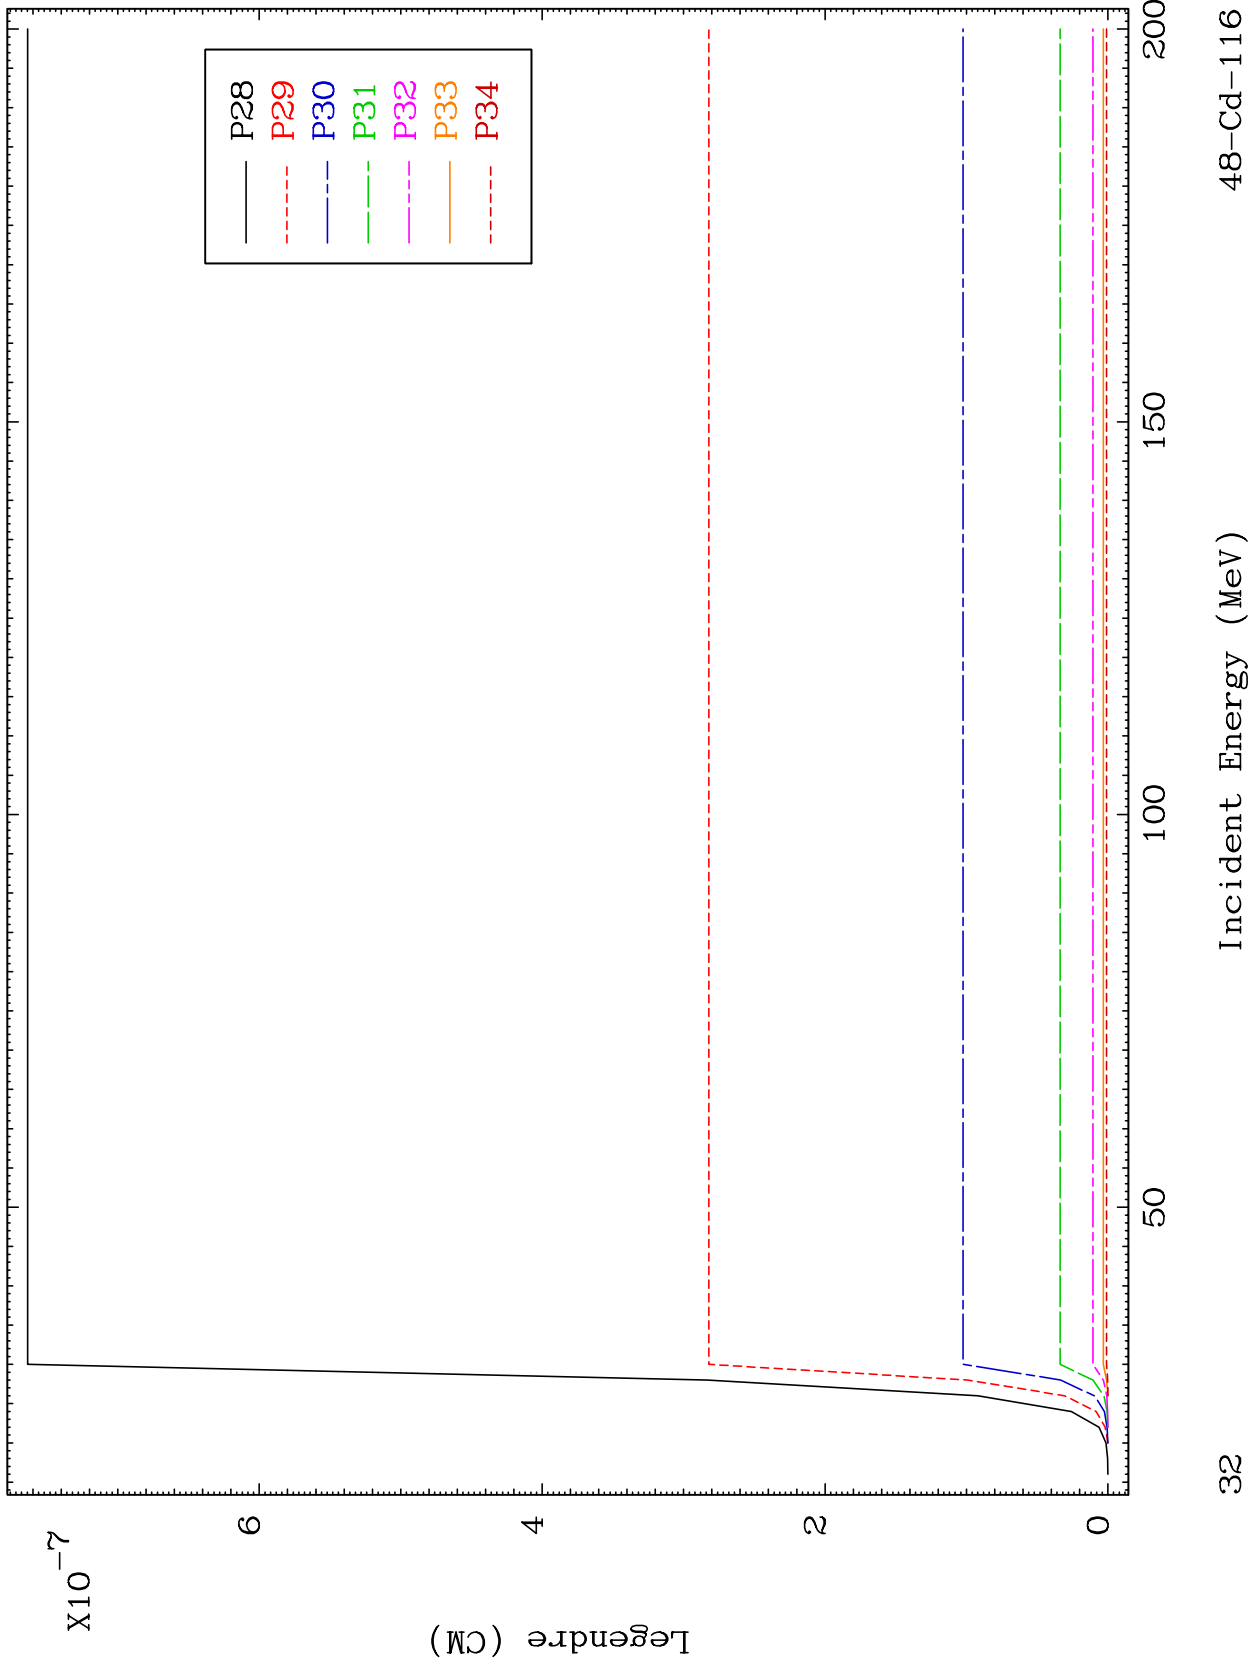 X10-7
6
4
2
0
Legendre (CM)
P28
P29
P30
P31
P32
P33
P34
50
100
150
200
32
Incident Energy (MeV)
48-Cd-116